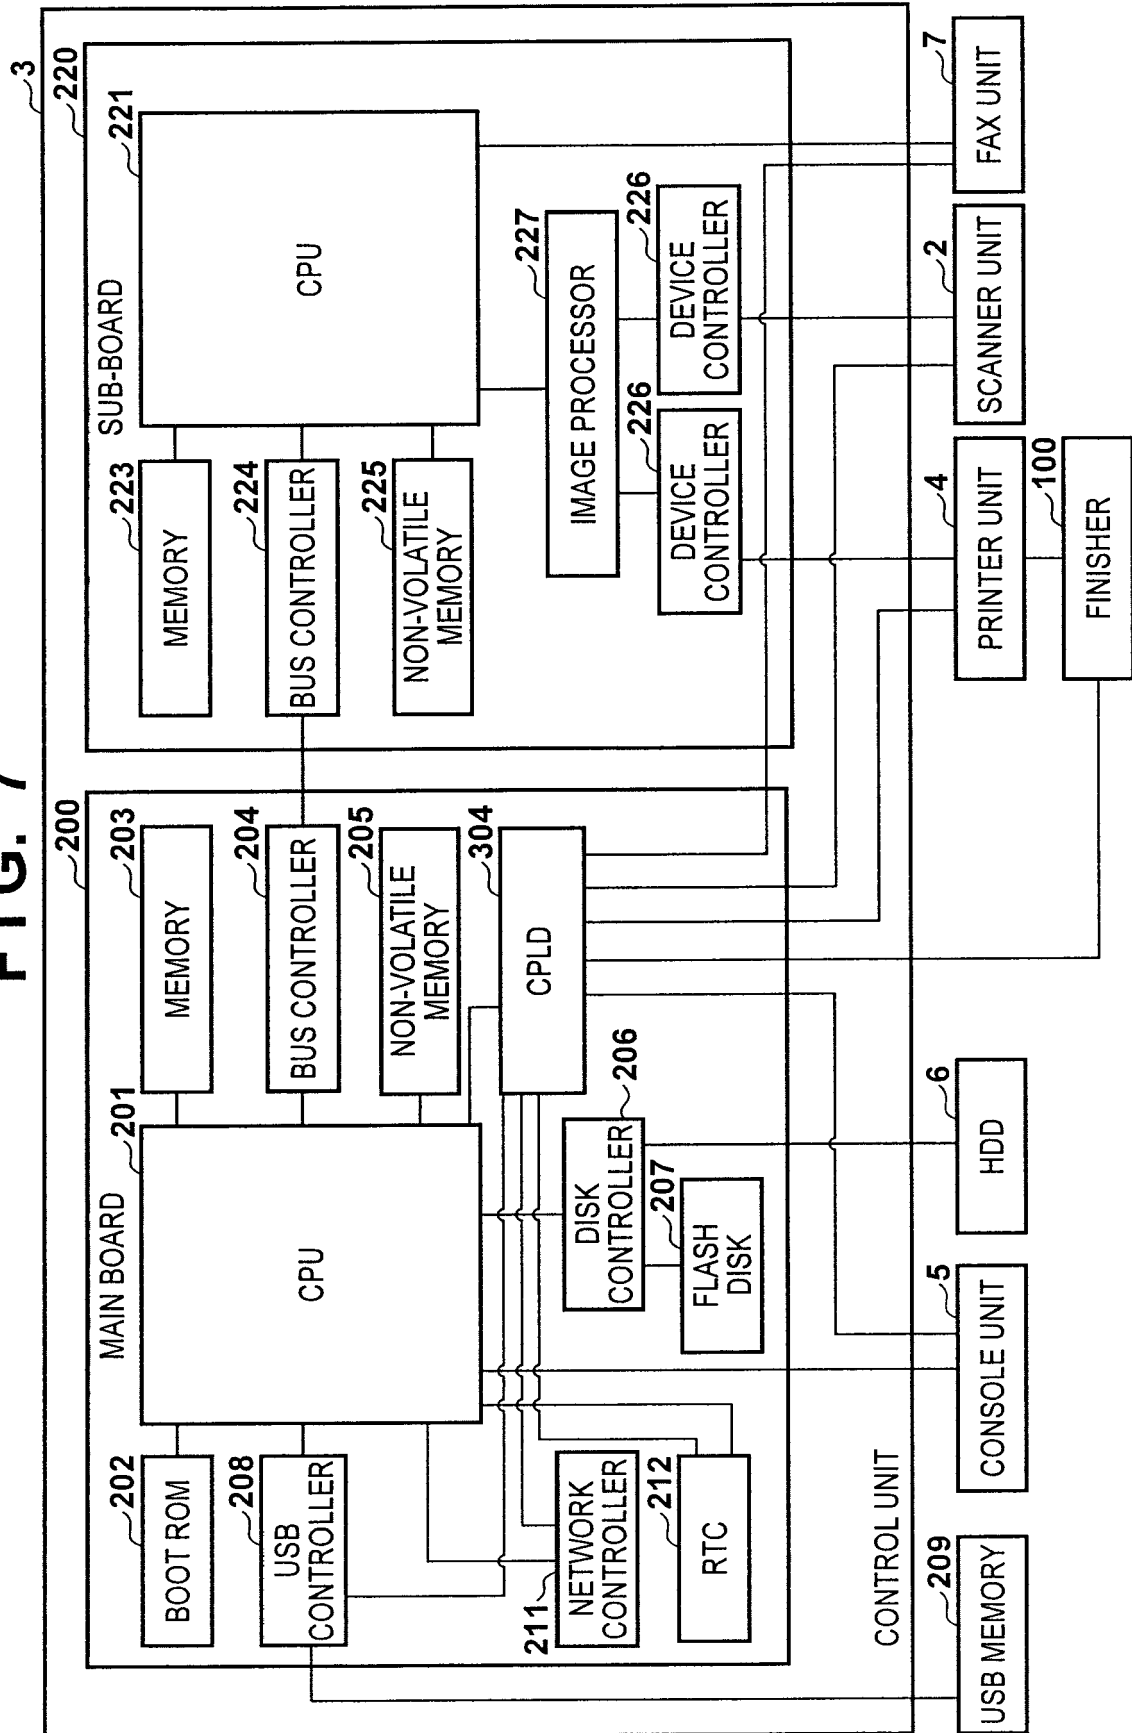 FIG. 7
3
200
220
MAIN BOARD
201
CPU
202
BOOT ROM
203
MEMORY
208
USB
CONTROLLER
204
BUS CONTROLLER
205
NON-VOLATILE
MEMORY
304
CPLD
211
NETWORK
CONTROLLER
212
RTC
206
DISK
CONTROLLER
207
FLASH
DISK
SUB-BOARD
221
CPU
223
MEMORY
224
BUS CONTROLLER
225
NON-VOLATILE
MEMORY
227
IMAGE PROCESSOR
226
DEVICE
CONTROLLER
226
DEVICE
CONTROLLER
CONTROL UNIT
209
USB MEMORY
5
CONSOLE UNIT
6
HDD
4
PRINTER UNIT
100
FINISHER
2
SCANNER UNIT
7
FAX UNIT